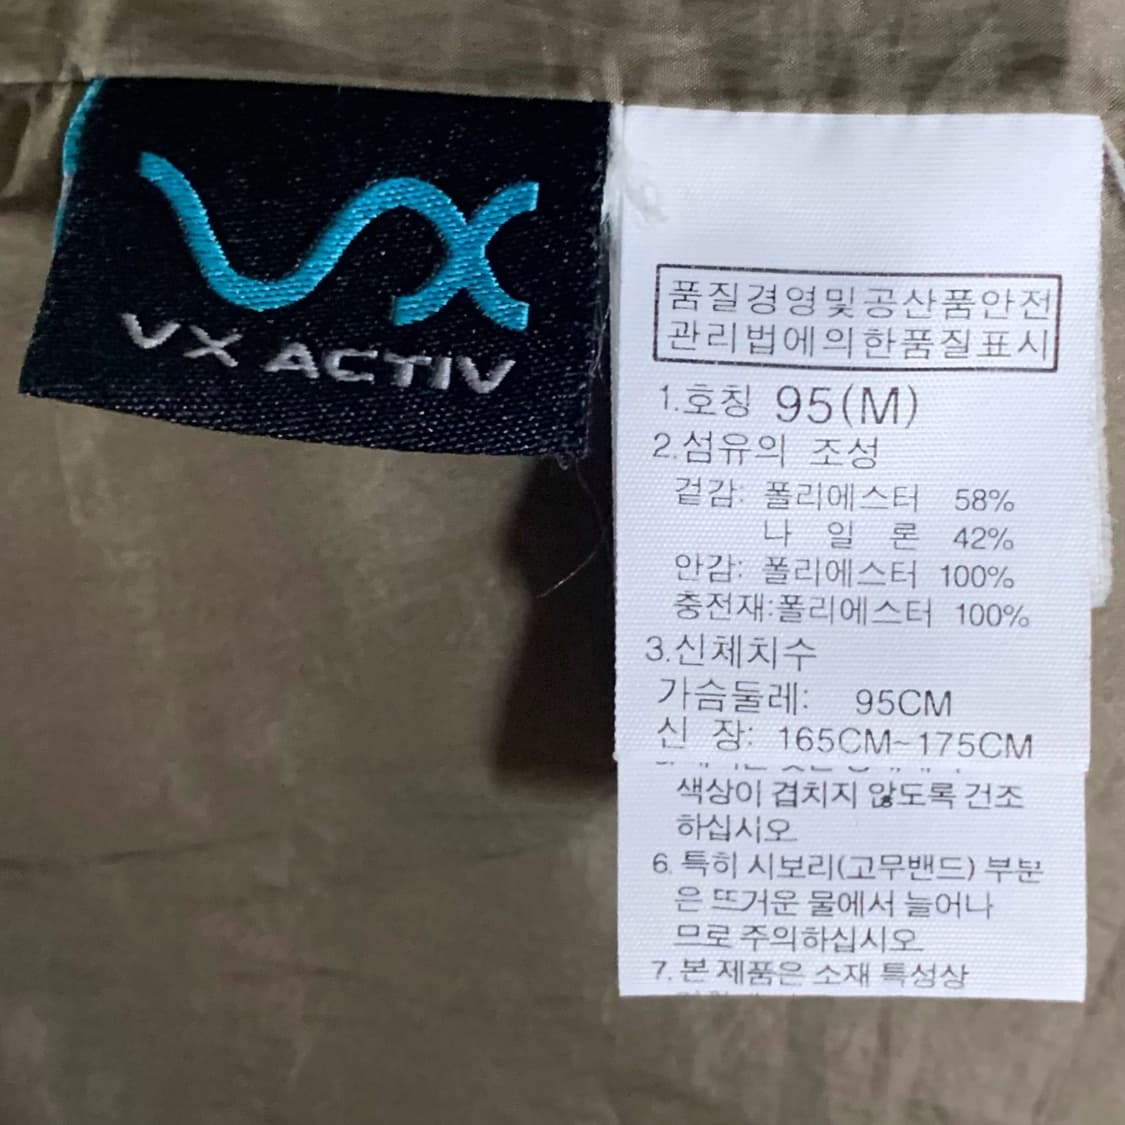 VX
VX ACTIV
품질경영및공산품안전
관리법에의한품질표시
1.호칭 95(M)
2.섬유의 조성
겉감: 폴리에스터 58%
나 일 론 42%
안감: 폴리에스터 100%
충전재:폴리에스터 100%
3.신체치수
가슴둘레: 95CM
신 장: 165CM~175CM
색상이 겹치지 않도록 건조
하십시오
6. 특히 시보리(고무밴드) 부분
은 뜨거운 물에서 늘어나
므로 주의하십시오
7. 본 제품은 소재 특성상